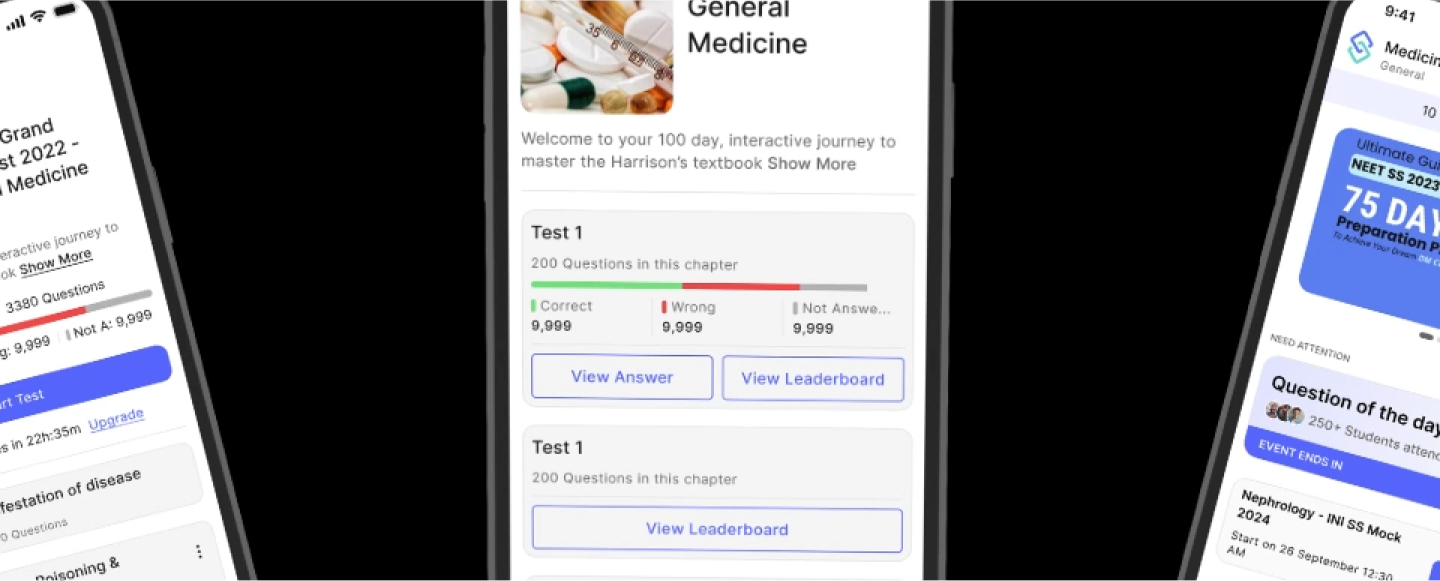 Grand
st 2022 -
Medicine
eractive journey to
ok Show More
3380 Questions
g: 9,999
Not A: 9,999
rt Test
s in 22h:35m
Upgrade
festation of disease
0 Questions
Poisoning &
General
Medicine
35
Welcome to your 100 day, interactive journey to
master the Harrison's textbook Show More
Test 1
200 Questions in this chapter
Correct
Wrong
Not Answe...
9,999
9,999
9,999
View Answer
View Leaderboard
Test 1
200 Questions in this chapter
View Leaderboard
9:41
Medicin
General
10
Ultimate Gui
NEET SS 2023
75 DAY
Preparation P
To Achieve Your Dream DM C
NEED ATTENTION
Question of the day
250+ Students attend
EVENT ENDS IN
Nephrology - INI SS Mock
2024
Start on 26 September 12:30
AM